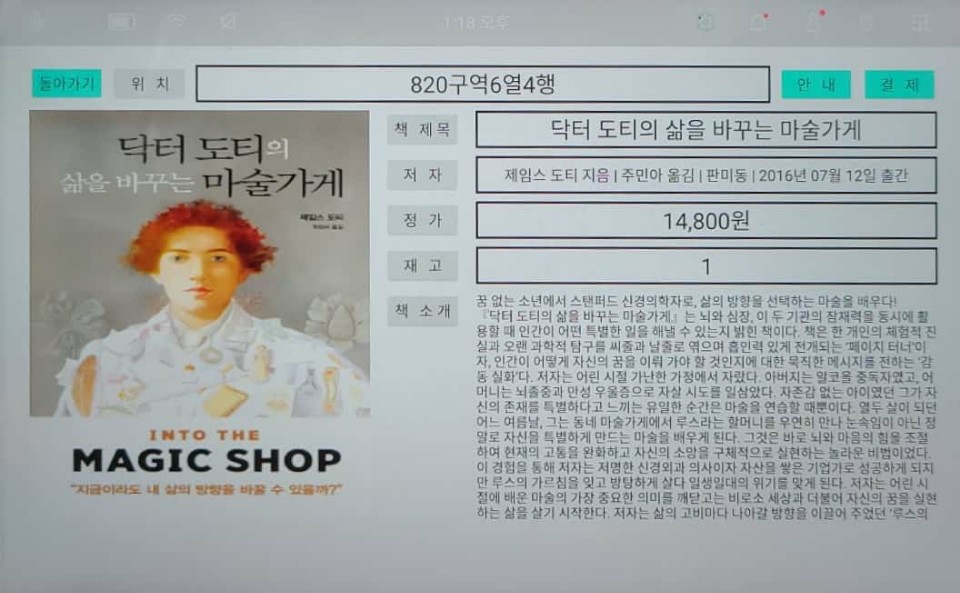 1:18 오후
돌아가기
위 치
820구역6열4행
안 내
결 제
닥터 도티의
삶을 바꾸는 마술가게
제임스 도티
INTO THE
MAGIC SHOP
"지금이라도 내 삶의 방향을 바꿀 수 있을까?"
책 제목
닥터 도티의 삶을 바꾸는 마술가게
저 자
제임스 도티 지음 | 주민아 옮김 | 판미동 | 2016년 07월 12일 출간
정 가
14,800원
재 고
1
책 소개
꿈 없는 소년에서 스탠퍼드 신경의학자로, 삶의 방향을 선택하는 마술을 배우다!
『닥터 도티의 삶을 바꾸는 마술가게』는 뇌와 심장, 이 두 기관의 잠재력을 동시에 활
용할 때 인간이 어떤 특별한 일을 해낼 수 있는지 밝힌 책이다. 책은 한 개인의 체험적 진
실과 오랜 과학적 탐구를 씨줄과 날줄로 엮으며 흡인력 있게 전개되는 '페이지 터너'이
자, 인간이 어떻게 자신의 꿈을 이뤄 가야 할 것인지에 대한 묵직한 메시지를 전하는 '감
동 실화'다. 저자는 어린 시절 가난한 가정에서 자랐다. 아버지는 알코올 중독자였고, 어
머니는 뇌졸중과 만성 우울증으로 자살 시도를 일삼았다. 자존감 없는 아이였던 그가 자
신의 존재를 특별하다고 느끼는 유일한 순간은 마술을 연습할 때뿐이다. 열두 살이 되던
어느 여름날, 그는 동네 마술가게에서 루스라는 할머니를 우연히 만나 눈속임이 아닌 정
말로 자신을 특별하게 만드는 마술을 배우게 된다. 그것은 바로 뇌와 마음의 힘을 조절
하여 현재의 고통을 완화하고 자신의 소망을 구체적으로 실현하는 놀라운 비법이었다.
이 경험을 통해 저자는 저명한 신경외과 의사이자 자산을 쌓은 기업가로 성공하게 되지
만 루스의 가르침을 잊고 방탕하게 살다 일생일대의 위기를 맞게 된다. 저자는 어린 시
절에 배운 마술의 가장 중요한 의미를 깨닫고는 비로소 세상과 더불어 자신의 꿈을 실현
하는 삶을 살기 시작한다. 저자는 삶의 고비마다 나아갈 방향을 이끌어 주었던 '루스의